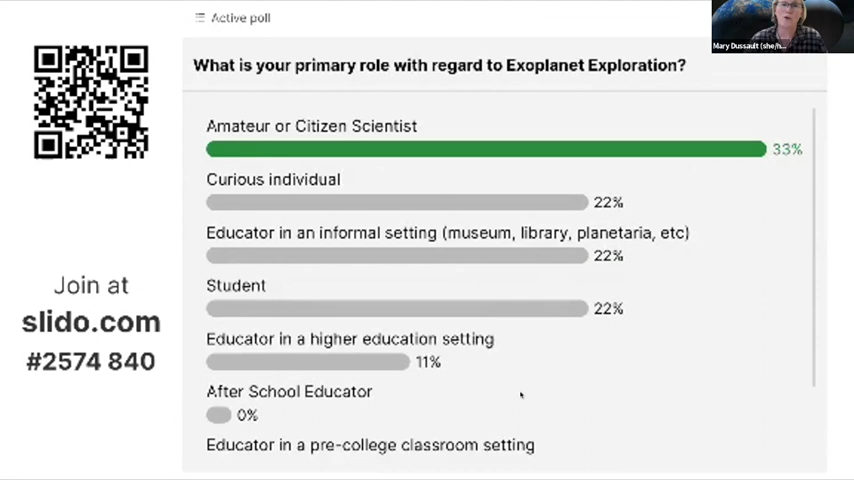 Active poll
Mary Dussault (she/h...
What is your primary role with regard to Exoplanet Exploration?
Amateur or Citizen Scientist
33%
Curious individual
22%
Educator in an informal setting (museum, library, planetaria, etc)
22%
Student
22%
Educator in a higher education setting
11%
After School Educator
0%
Educator in a pre-college classroom setting
Join at
slido.com
#2574 840